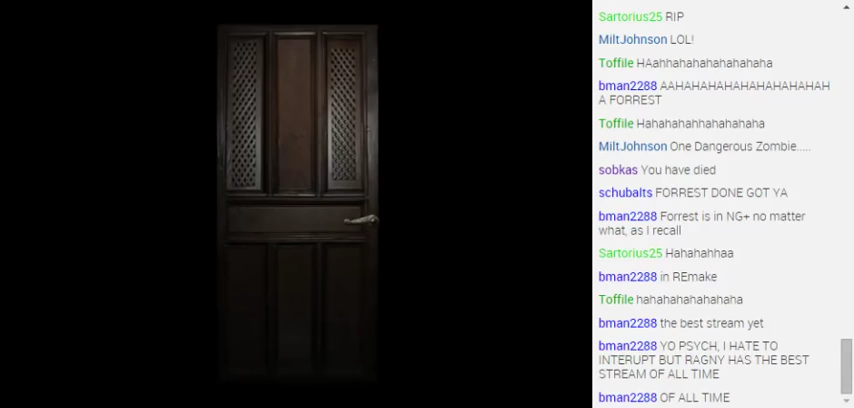 Sartorius25 RIP
MiltJohnson LOL!
Toffile HAahhahahahahahahaha
bman2288 AAHAHAHAHAHAHAHAHAHAH
A FORREST
Toffile Hahahahahhahahahaha
MiltJohnson One Dangerous Zombie.....
sobkas You have died
schubalts FORREST DONE GOT YA
bman2288 Forrest is in NG+ no matter
what, as I recall
Sartorius25 Hahahahhaa
bman2288 in REmake
Toffile hahahahahahahaha
bman2288 the best stream yet
bman2288 YO PSYCH, I HATE TO
INTERUPT BUT RAGNY HAS THE BEST
STREAM OF ALL TIME
bman2288 OF ALL TIME